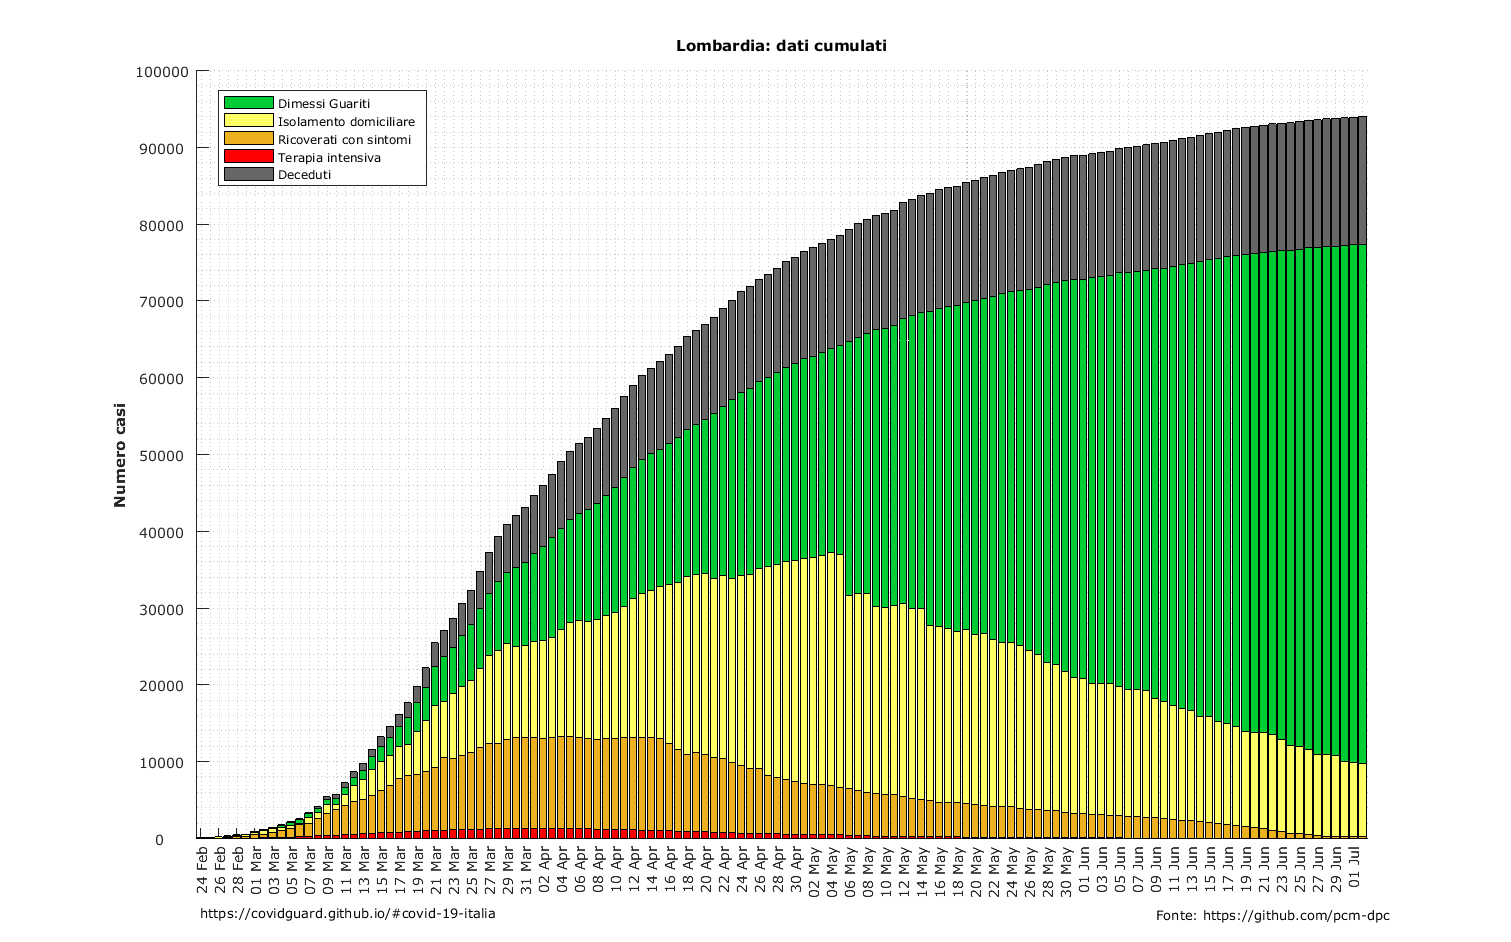 Lombardia: dati cumulati
100000
90000
80000
70000
60000
50000
40000
30000
20000
10000
0
Numero casi
Dimessi Guariti
Isolamento domiciliare
Ricoverati con sintomi
Terapia intensiva
Deceduti
24 Feb
26 Feb
28 Feb
01 Mar
03 Mar
05 Mar
07 Mar
09 Mar
11 Mar
13 Mar
15 Mar
17 Mar
19 Mar
21 Mar
23 Mar
25 Mar
27 Mar
29 Mar
31 Mar
02 Apr
04 Apr
06 Apr
08 Apr
10 Apr
12 Apr
14 Apr
16 Apr
18 Apr
20 Apr
22 Apr
24 Apr
26 Apr
28 Apr
30 Apr
02 May
04 May
06 May
08 May
10 May
12 May
14 May
16 May
18 May
20 May
22 May
24 May
26 May
28 May
30 May
01 Jun
03 Jun
05 Jun
07 Jun
09 Jun
11 Jun
13 Jun
15 Jun
17 Jun
19 Jun
21 Jun
23 Jun
25 Jun
27 Jun
29 Jun
01 Jul
https://covidguard.github.io/#covid-19-italia
Fonte: https://github.com/pcm-dpc